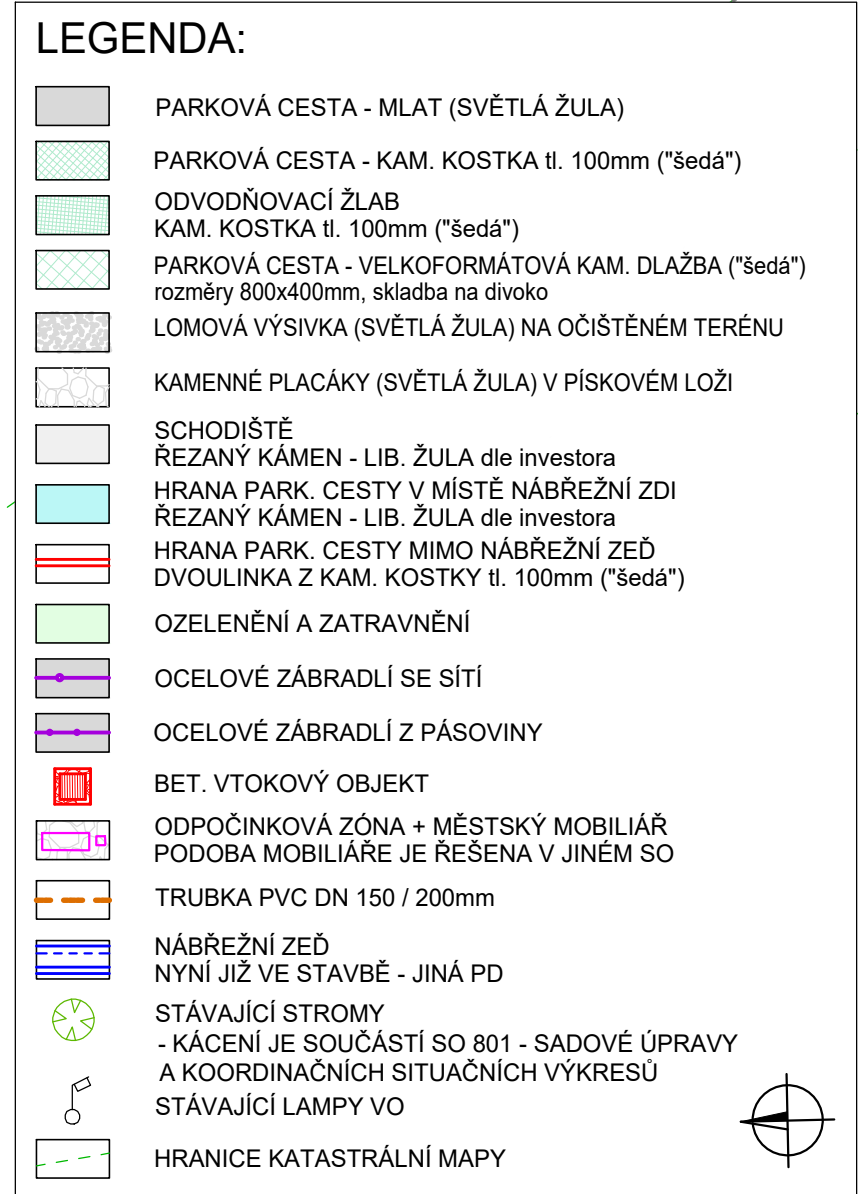 LEGENDA:
PARKOVÁ CESTA - MLAT (SVĚTLÁ ŽULA)
PARKOVÁ CESTA - KAM. KOSTKA tl. 100mm ("šedá")
ODVODŇOVACÍ ŽLAB
KAM. KOSTKA tl. 100mm ("šedá")
PARKOVÁ CESTA - VELKOFORMÁTOVÁ KAM. DLAŽBA ("šedá")
rozměry 800x400mm, skladba na divoko
LOMOVÁ VÝSIVKA (SVĚTLÁ ŽULA) NA OČIŠTĚNÉM TERÉNU
KAMENNÉ PLACÁKY (SVĚTLÁ ŽULA) V PÍSKOVÉM LOŽI
SCHODIŠTĚ
ŘEZANÝ KÁMEN - LIB. ŽULA dle investora
HRANA PARK. CESTY V MÍSTĚ NÁBŘEŽNÍ ZDI
ŘEZANÝ KÁMEN - LIB. ŽULA dle investora
HRANA PARK. CESTY MIMO NÁBŘEŽNÍ ZEĎ
DVOULINKA Z KAM. KOSTKY tl. 100mm ("šedá")
OZELENĚNÍ A ZATRAVNĚNÍ
OCELOVÉ ZÁBRADLÍ SE SÍTÍ
OCELOVÉ ZÁBRADLÍ Z PÁSOVINY
BET. VTOKOVÝ OBJEKT
ODPOČINKOVÁ ZÓNA + MĚSTSKÝ MOBILIÁŘ
PODOBA MOBILIÁŘE JE ŘEŠENA V JINÉM SO
TRUBKA PVC DN 150 / 200mm
NÁBŘEŽNÍ ZEĎ
NYNÍ JIŽ VE STAVBĚ - JINÁ PD
STÁVAJÍCÍ STROMY
- KÁCENÍ JE SOUČÁSTÍ SO 801 - SADOVÉ ÚPRAVY
A KOORDINAČNÍCH SITUAČNÍCH VÝKRESŮ
STÁVAJÍCÍ LAMPY VO
HRANICE KATASTRÁLNÍ MAPY